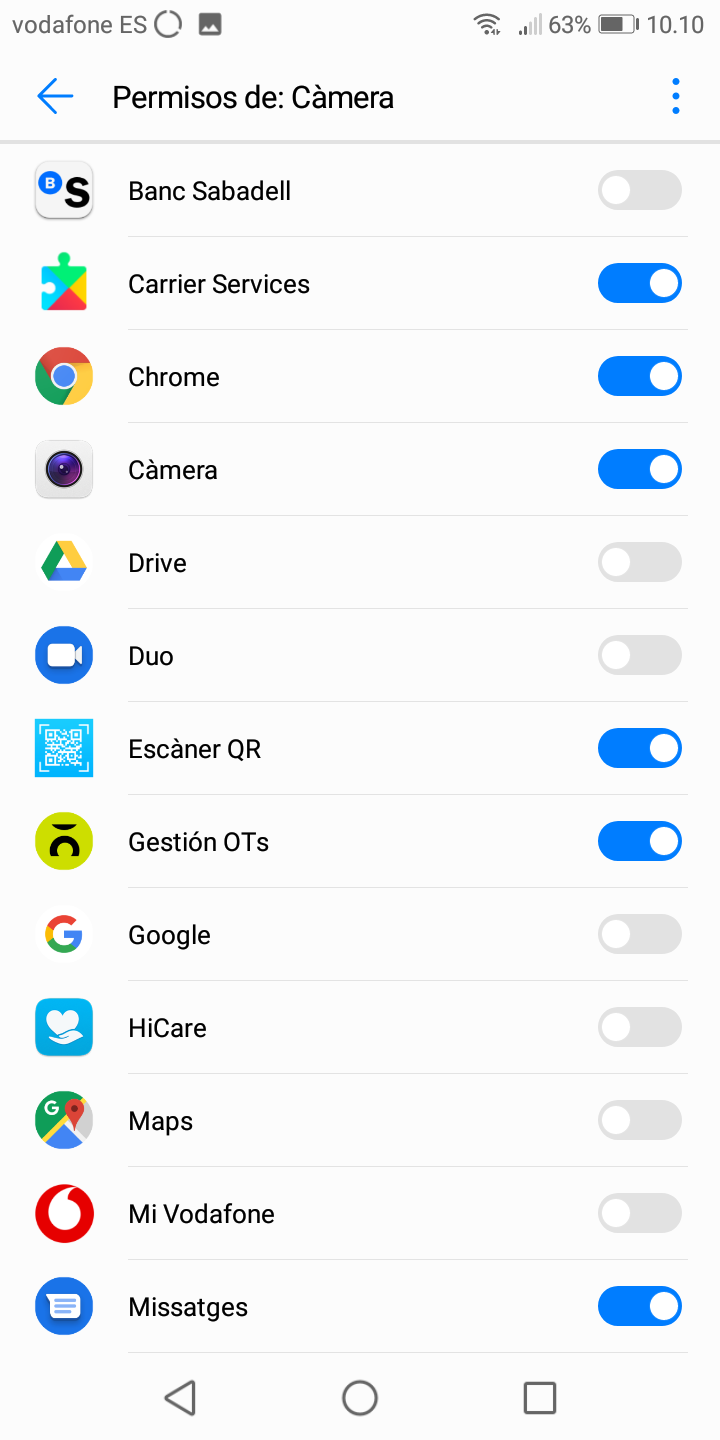 vodafone ES 63% 10.10
Permisos de: Càmera
B S Banc Sabadell
Carrier Services
Chrome
Càmera
Drive
Duo
Escàner QR
Gestión OTs
G Google
HiCare
G Maps
Mi Vodafone
Missatges